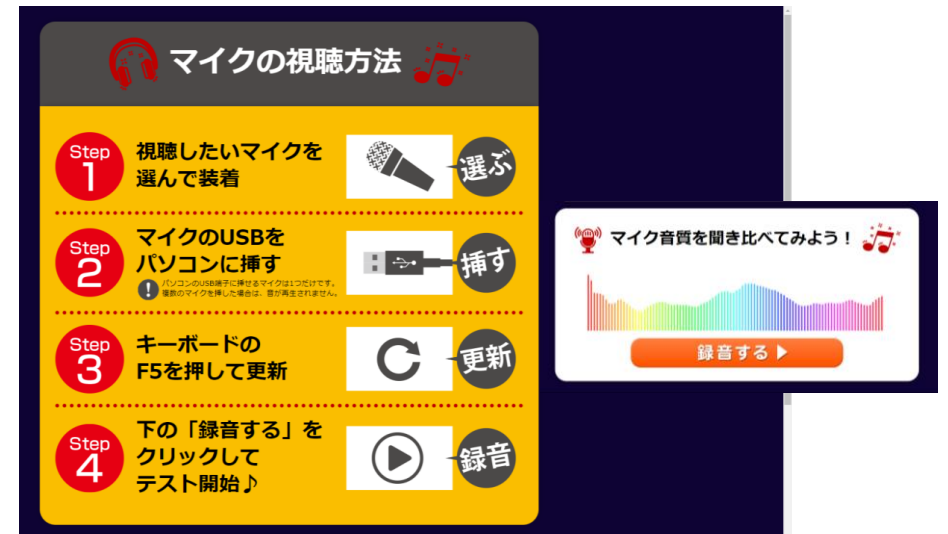 マイクの視聴方法
Step
1
視聴したいマイクを
選んで装着
選ぶ
Step
2
マイクのUSBを
パソコンに挿す
パソコンのUSB端子に挿せるマイクは1つだけです。
複数のマイクを挿した場合は、音が再生されません。
挿す
Step
3
キーボードの
F5を押して更新
更新
Step
4
下の「録音する」を
クリックして
テスト開始♪
録音
マイク音質を聞き比べてみよう！
録音する ▶